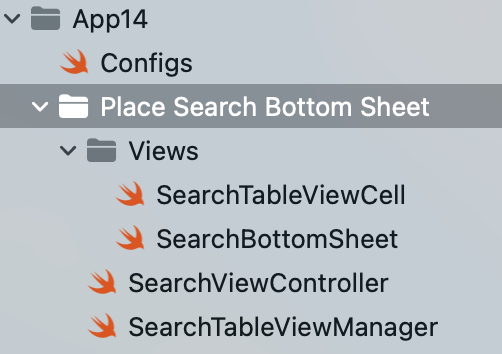 App14
Configs
Place Search Bottom Sheet
Views
SearchTableViewCell
SearchBottomSheet
SearchViewController
SearchTableViewManager